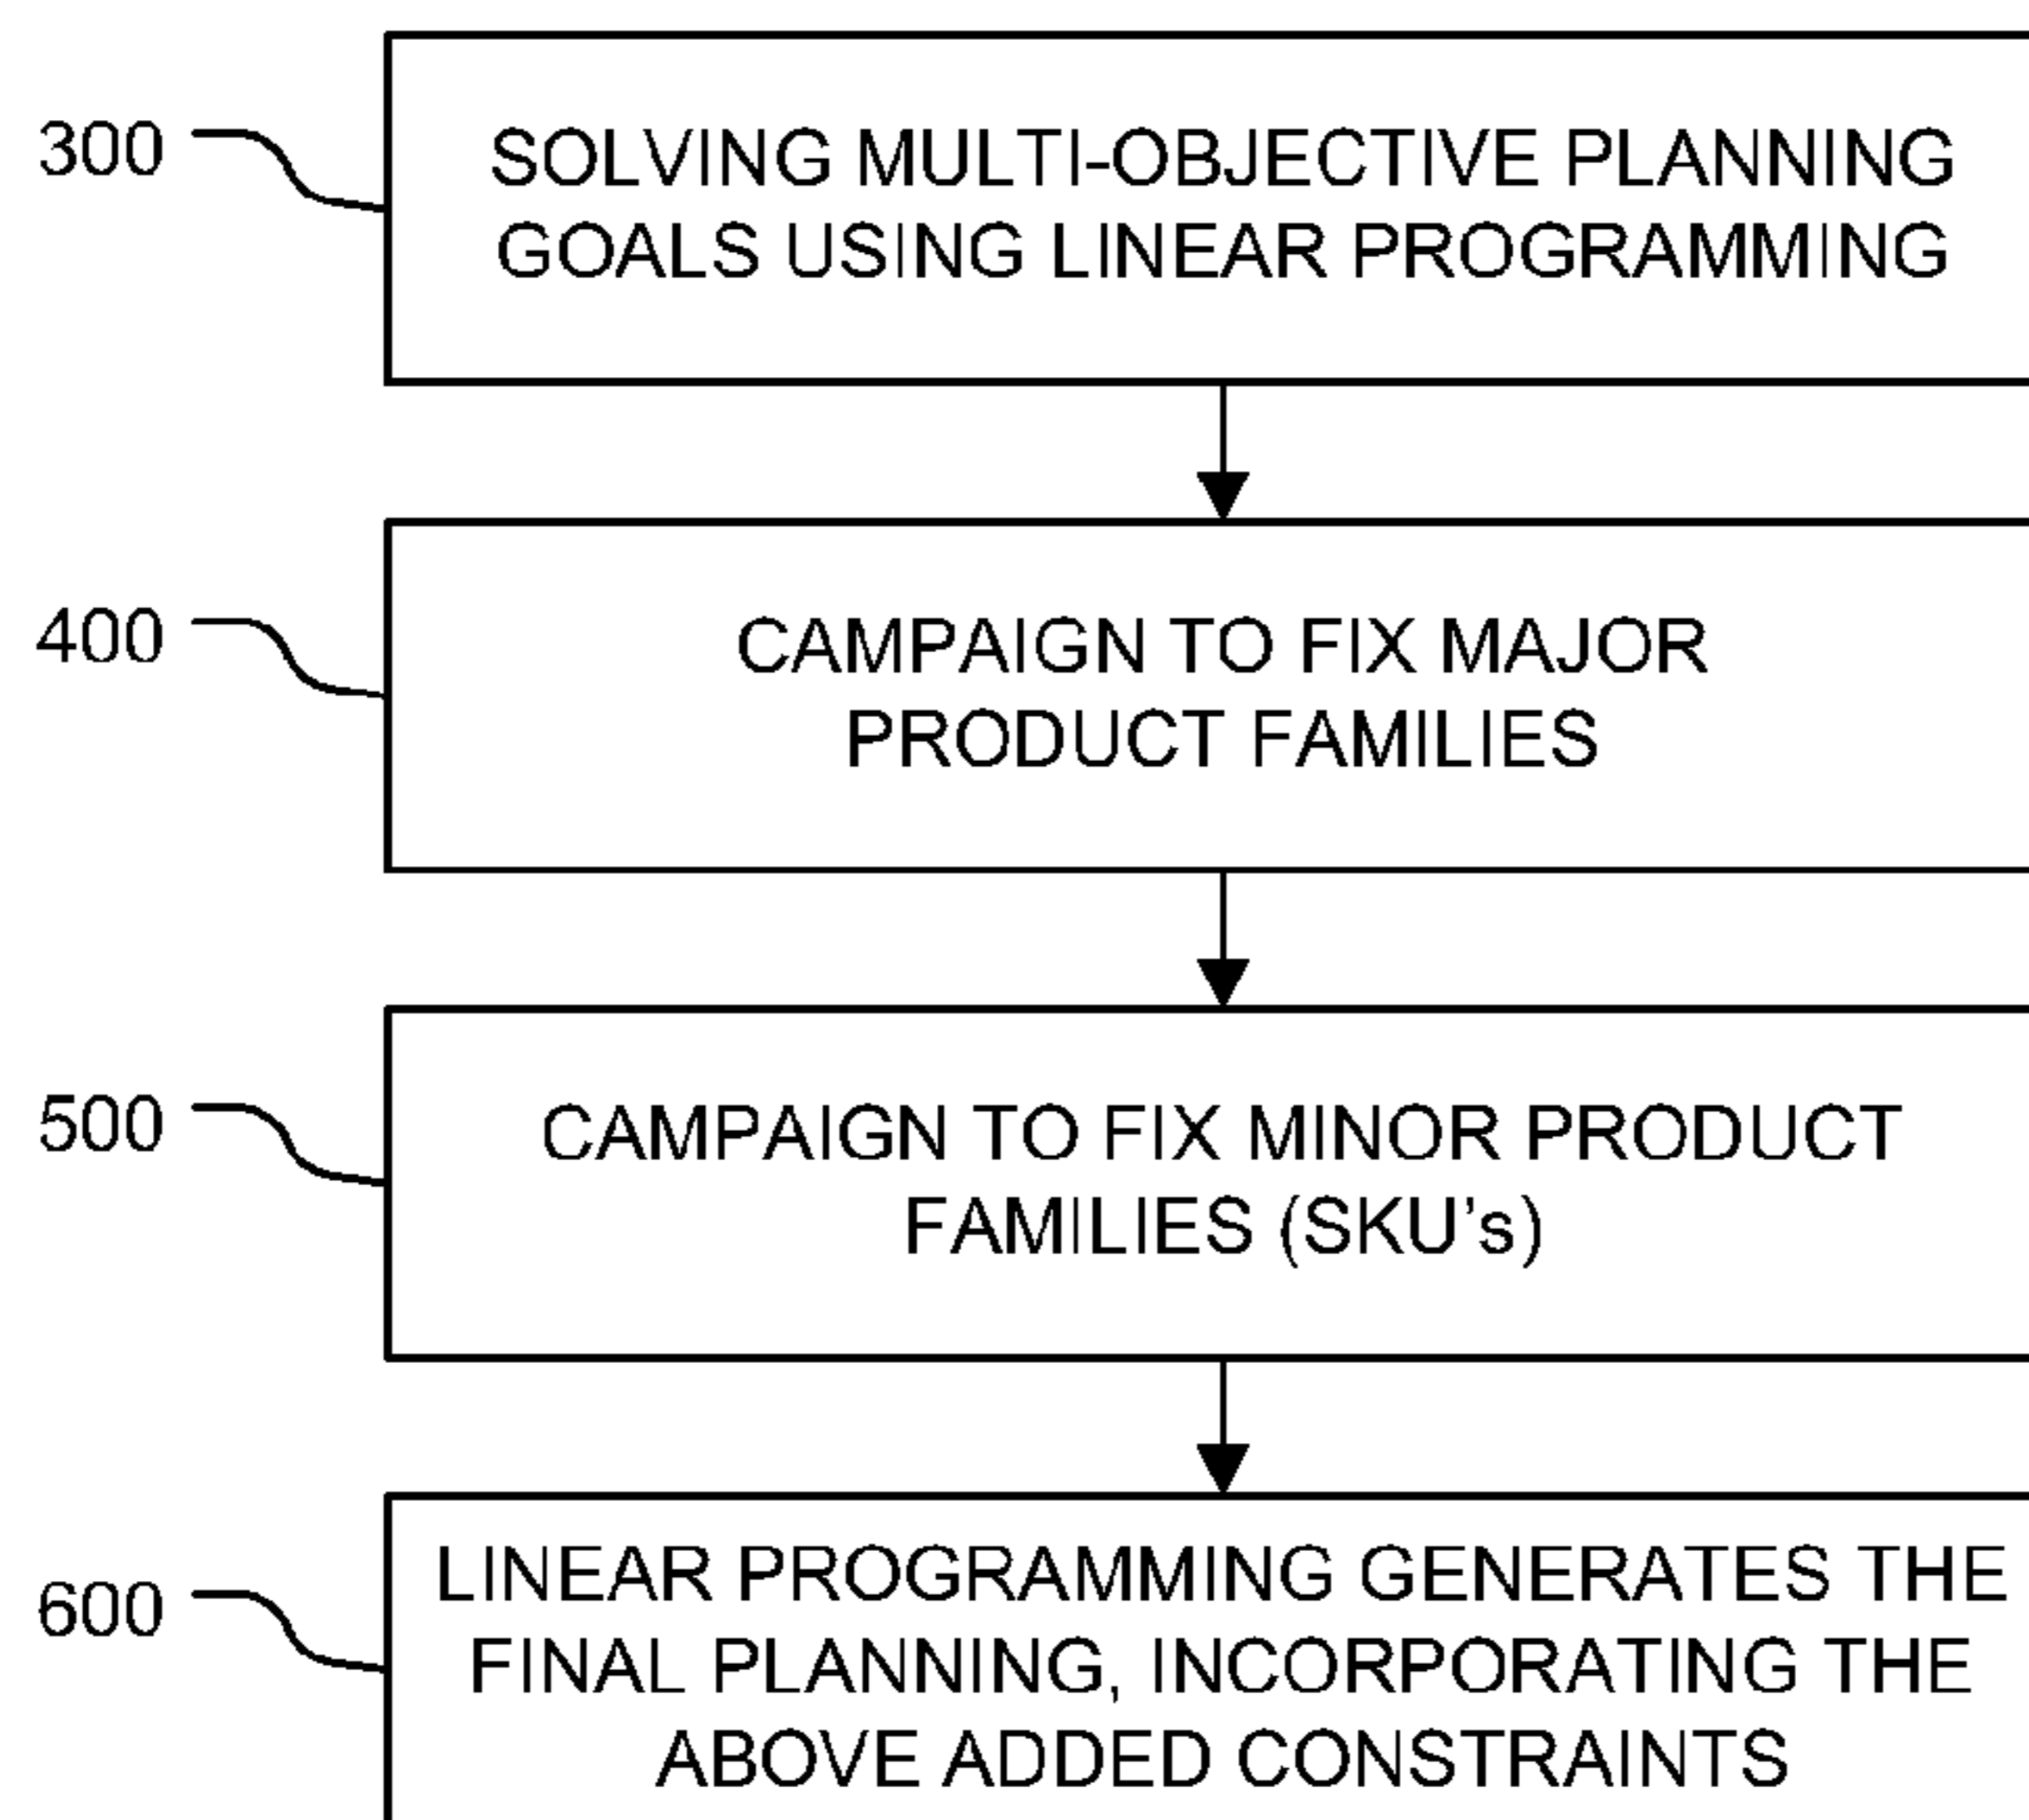 300
SOLVING MULTI-OBJECTIVE PLANNING
GOALS USING LINEAR PROGRAMMING
400
CAMPAIGN TO FIX MAJOR
PRODUCT FAMILIES
500
CAMPAIGN TO FIX MINOR PRODUCT
FAMILIES (SKU's)
600
LINEAR PROGRAMMING GENERATES THE
FINAL PLANNING, INCORPORATING THE
ABOVE ADDED CONSTRAINTS